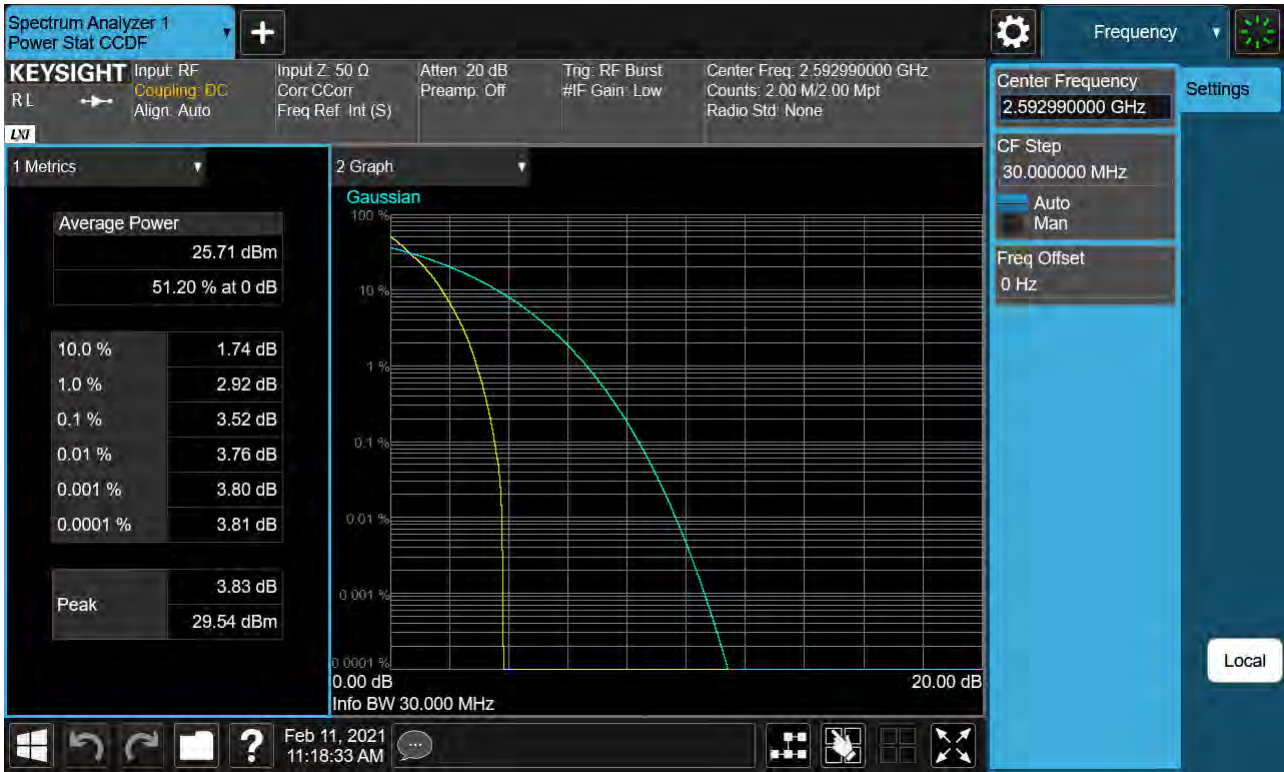 Spectrum Analyzer 1
Power Stat CCDF
+
Frequency
KEYSIGHT
R L
LXI
Input: RF
Coupling: DC
Align: Auto
Input Z: 50 Ω
Corr CCorr
Freq Ref: Int (S)
Atten: 20 dB
Preamp: Off
Trig: RF Burst
#IF Gain: Low
Center Freq: 2.592990000 GHz
Counts: 2.00 M/2.00 Mpt
Radio Std: None
Center Frequency
2.592990000 GHz
Settings
CF Step
30.000000 MHz
Auto
Man
Freq Offset
0 Hz
1 Metrics
Average Power
25.71 dBm
51.20 % at 0 dB
10.0 % 1.74 dB
1.0 % 2.92 dB
0.1 % 3.52 dB
0.01 % 3.76 dB
0.001 % 3.80 dB
0.0001 % 3.81 dB
Peak
3.83 dB
29.54 dBm
2 Graph
Gaussian
100 %
10 %
1 %
0.1 %
0.01 %
0.001 %
0.0001 %
0.00 dB 20.00 dB
Info BW 30.000 MHz
Local
?
Feb 11, 2021
11:18:33 AM